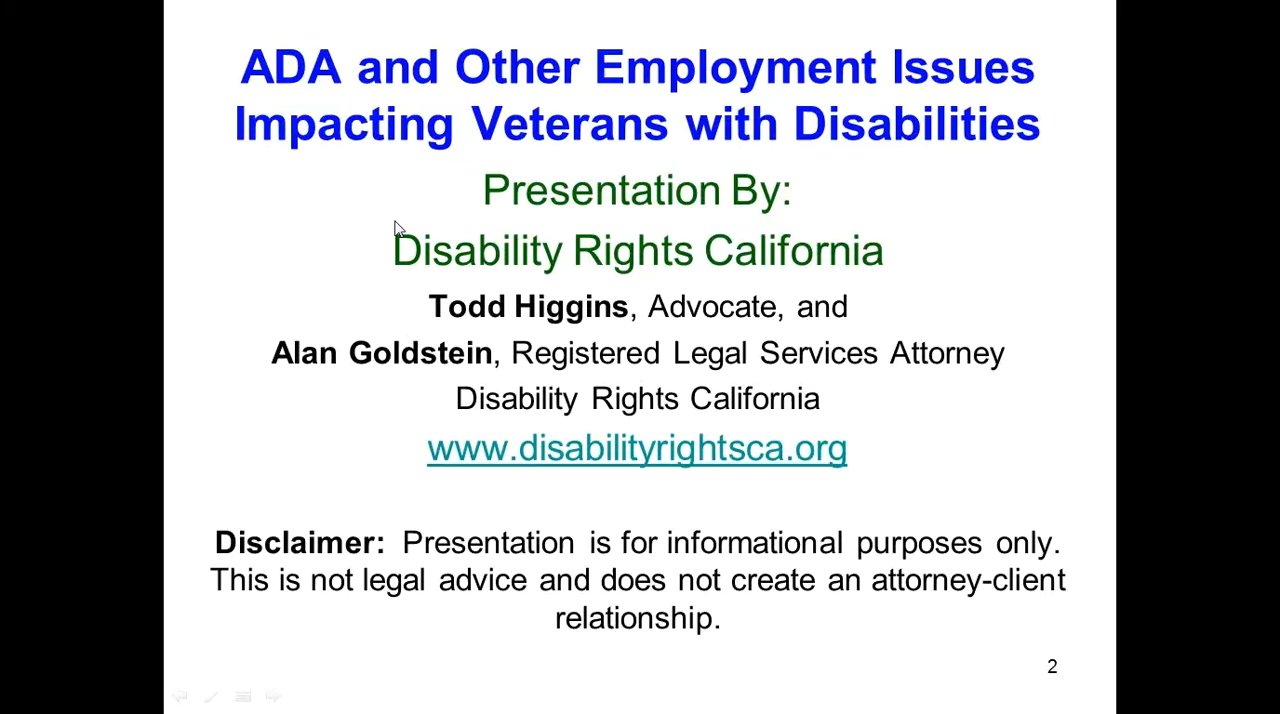 ADA and Other Employment Issues
Impacting Veterans with Disabilities
Presentation By:
Disability Rights California
Todd Higgins, Advocate, and
Alan Goldstein, Registered Legal Services Attorney
Disability Rights California
www.disabilityrightsca.org
Disclaimer: Presentation is for informational purposes only.
This is not legal advice and does not create an attorney-client
relationship.
2